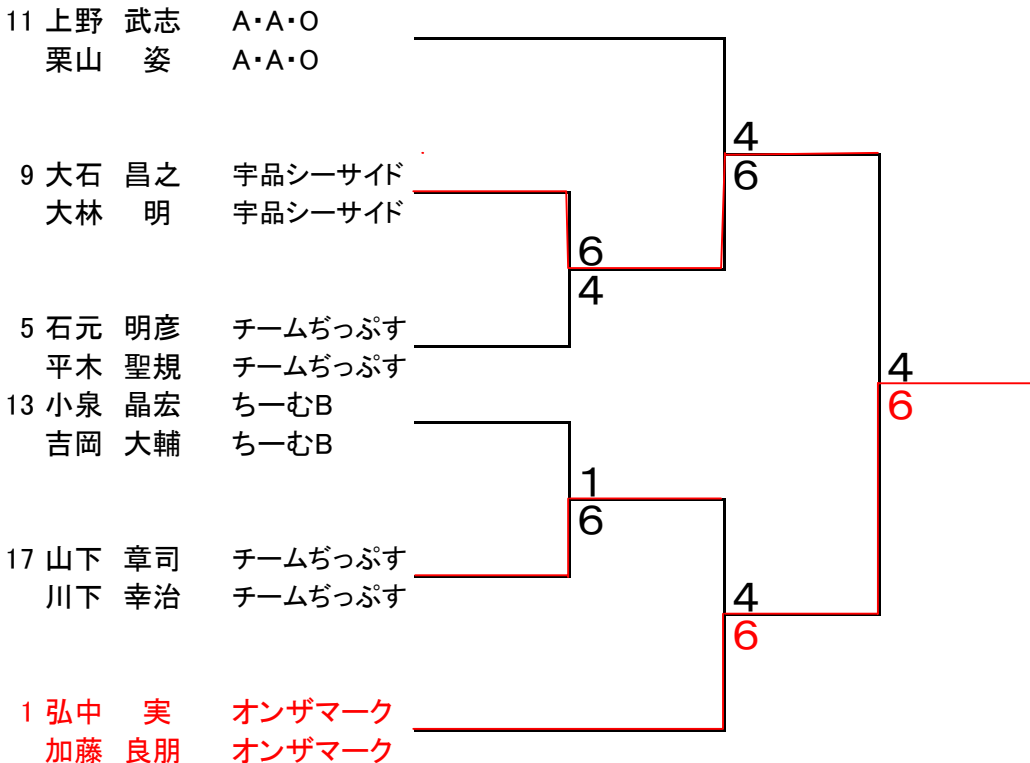 11 上野 武志 A・A・O
栗山 姿 A・A・O
4
6
9 大石 昌之 宇品シーサイド
大林 明 宇品シーサイド
6
4
5 石元 明彦 チームぢっぷす
平木 聖規 チームぢっぷす
4
6
13 小泉 晶宏 ちーむB
吉岡 大輔 ちーむB
1
6
17 山下 章司 チームぢっぷす
川下 幸治 チームぢっぷす
4
6
1 弘中 実 オンザマーク
加藤 良朋 オンザマーク